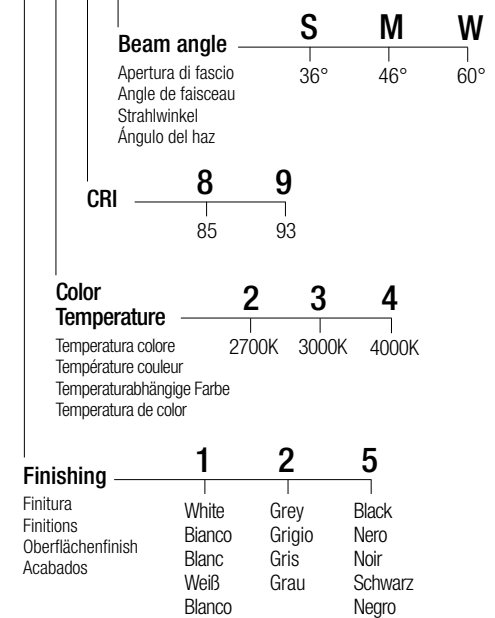 S M W
Beam angle
36° 46° 60°
Apertura di fascio
Angle de faisceau
Strahlwinkel
Ángulo del haz
8 9
CRI
85 93
Color
Temperature
2 3 4
2700K 3000K 4000K
Temperatura colore
Température couleur
Temperaturabhängige Farbe
Temperatura de color
1 2 5
Finishing
Finitura
Finitions
Oberflächenfinish
Acabados
White Grey Black
Bianco Grigio Nero
Blanc Gris Noir
Weiß Grau Schwarz
Blanco Negro